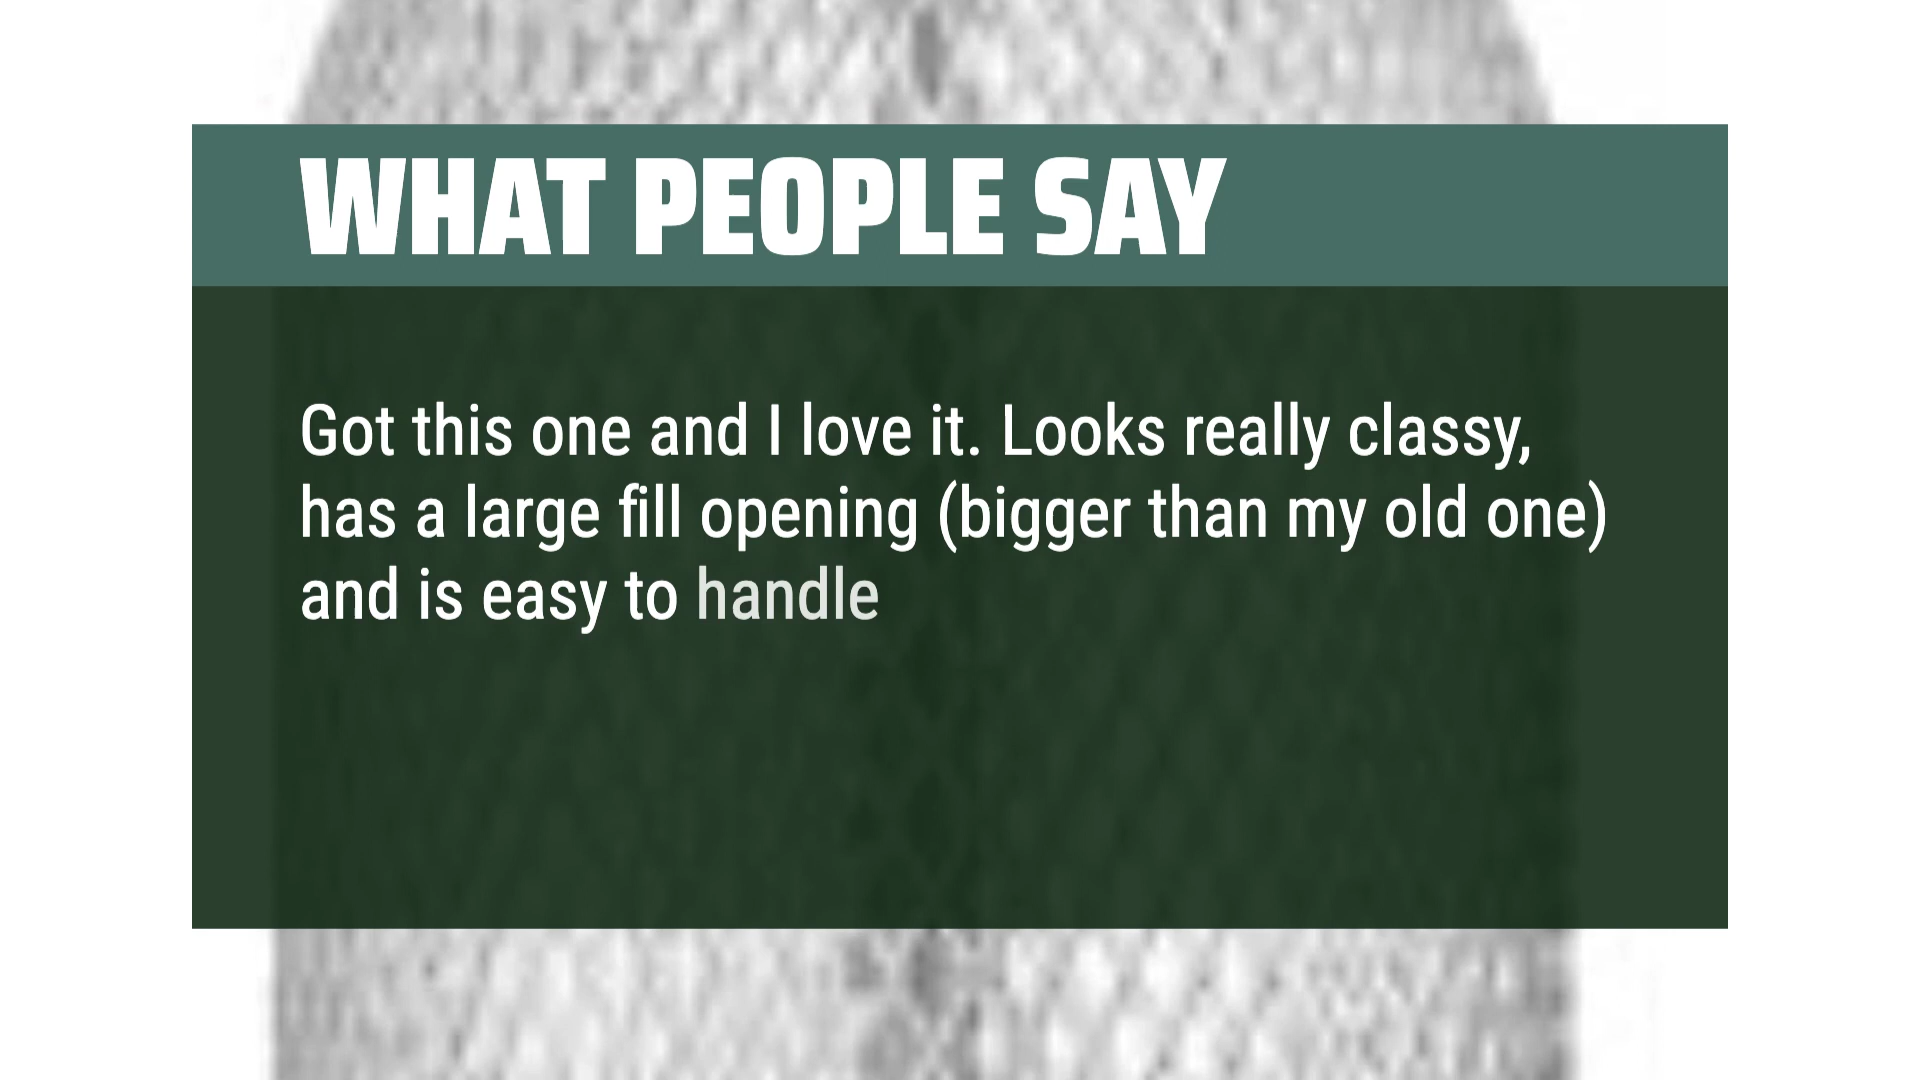 WHAT PEOPLE SAY
Got this one and I love it. Looks really classy,
has a large fill opening (bigger than my old one)
and is easy to handle